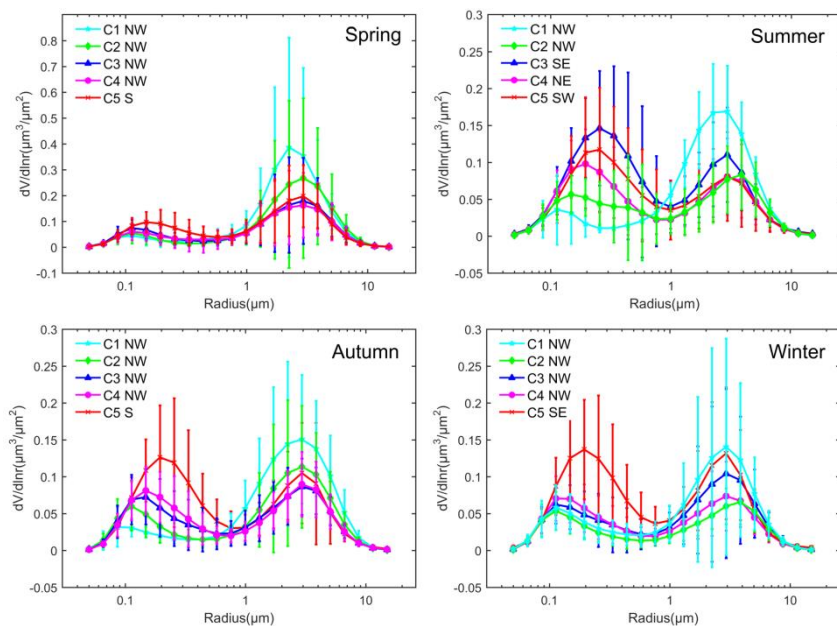 Spring
C1 NW
C2 NW
C3 NW
C4 NW
C5 S
0.8
0.7
0.6
0.5
0.4
0.3
0.2
0.1
0
-0.1
dV/dlnr(μm³/μm²)
0.1 1 10
Radius(μm)
Summer
C1 NW
C2 NW
C3 SE
C4 NE
C5 SW
0.3
0.25
0.2
0.15
0.1
0.05
0
-0.05
dV/dlnr(μm³/μm²)
0.1 1 10
Radius(μm)
Autumn
C1 NW
C2 NW
C3 NW
C4 NW
C5 S
0.3
0.25
0.2
0.15
0.1
0.05
0
-0.05
dV/dlnr(μm³/μm²)
0.1 1 10
Radius(μm)
Winter
C1 NW
C2 NW
C3 NW
C4 NW
C5 SE
0.3
0.25
0.2
0.15
0.1
0.05
0
-0.05
dV/dlnr(μm³/μm²)
0.1 1 10
Radius(μm)